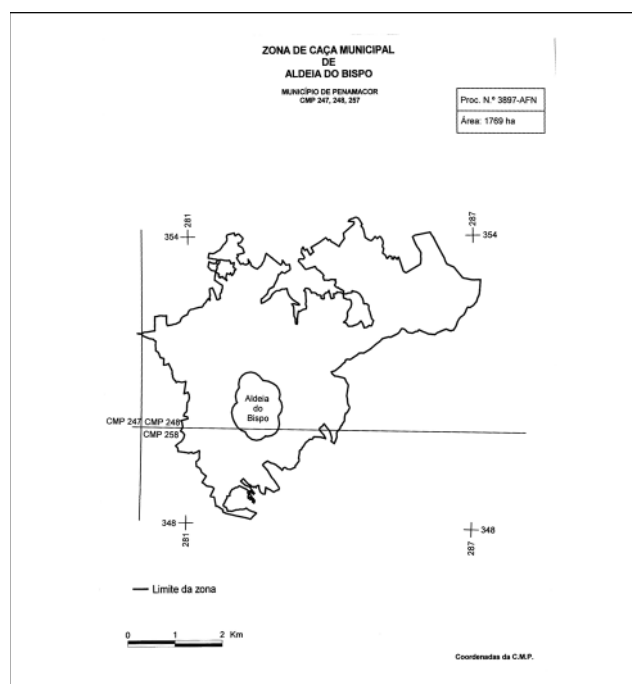 ZONA DE CAÇA MUNICIPAL
DE
ALDEIA DO BISPO
MUNICÍPIO DE PENAMACOR
CMP 247, 248, 257
Proc. N.º 3897-AFN
Área: 1769 ha
281
354
287
354
Aldeia
do
Bispo
CMP 247
CMP 248
CMP 258
348
281
348
287
Limite da zona
0 1 2 Km
Coordenadas da C.M.P.